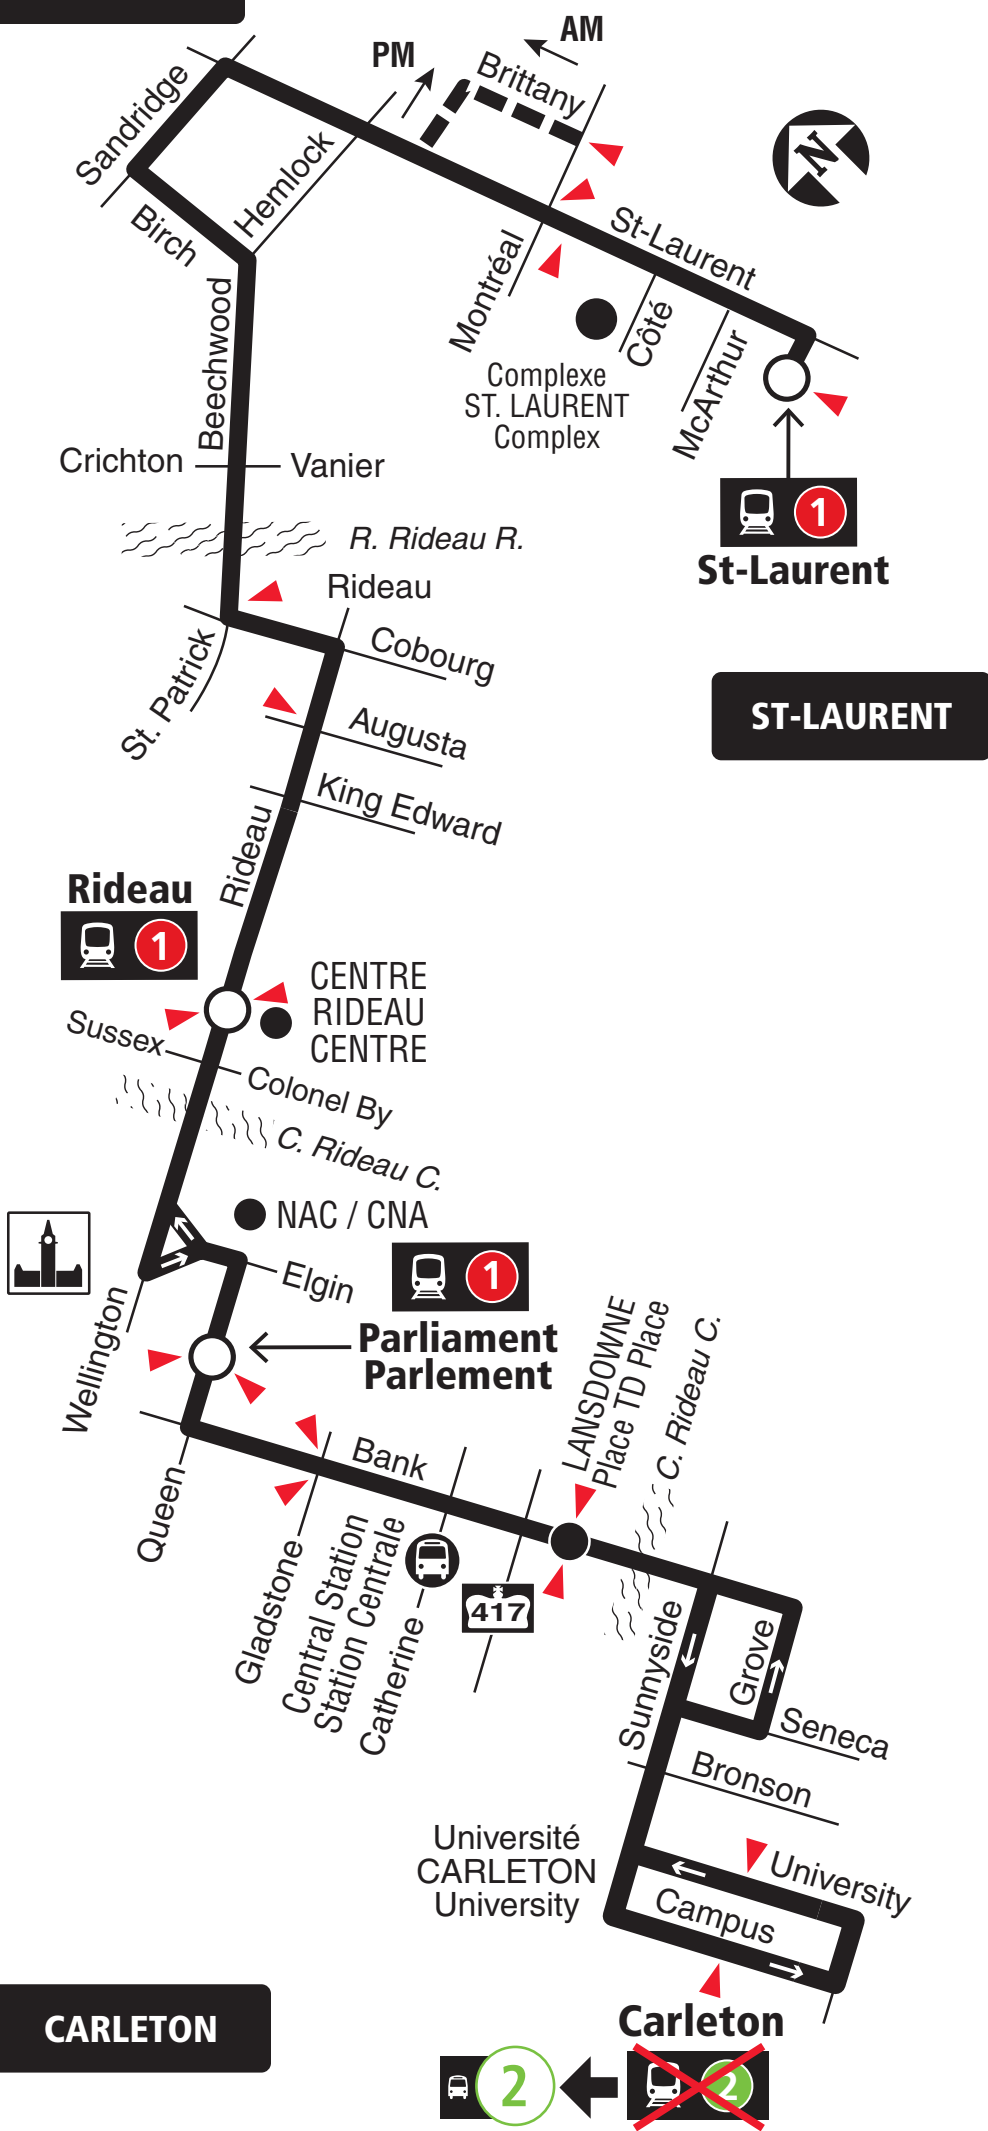 AM
PM
Brittany
Sandridge
Hemlock
N
Birch
St-Laurent
Montréal
Côté
McArthur
Beechwood
Complexe
ST. LAURENT
Complex
Crichton
Vanier
1
St-Laurent
R. Rideau R.
Rideau
Cobourg
St. Patrick
ST-LAURENT
Augusta
King Edward
Rideau
Rideau
1
CENTRE
RIDEAU
CENTRE
Sussex
Colonel By
C. Rideau C.
NAC / CNA
Elgin
1
Parliament
Parlement
Wellington
LANSDOWNE
Place TD Place
C. Rideau C.
Bank
Queen
Gladstone
Central Station
Station Centrale
Catherine
417
Sunnyside
Grove
Seneca
Bronson
Université
CARLETON
University
University
Campus
CARLETON
Carleton
2
2